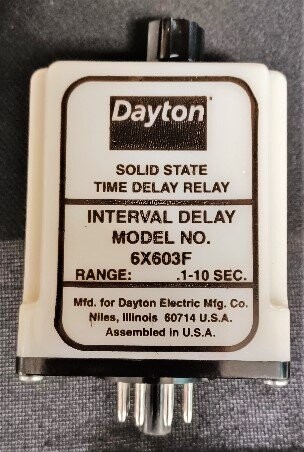 Dayton
SOLID STATE
TIME DELAY RELAY
INTERVAL DELAY
MODEL NO.
6X603F
RANGE: .1-10 SEC.
Mfd. for Dayton Electric Mfg. Co.
Niles, Illinois 60714 U.S.A.
Assembled in U.S.A.